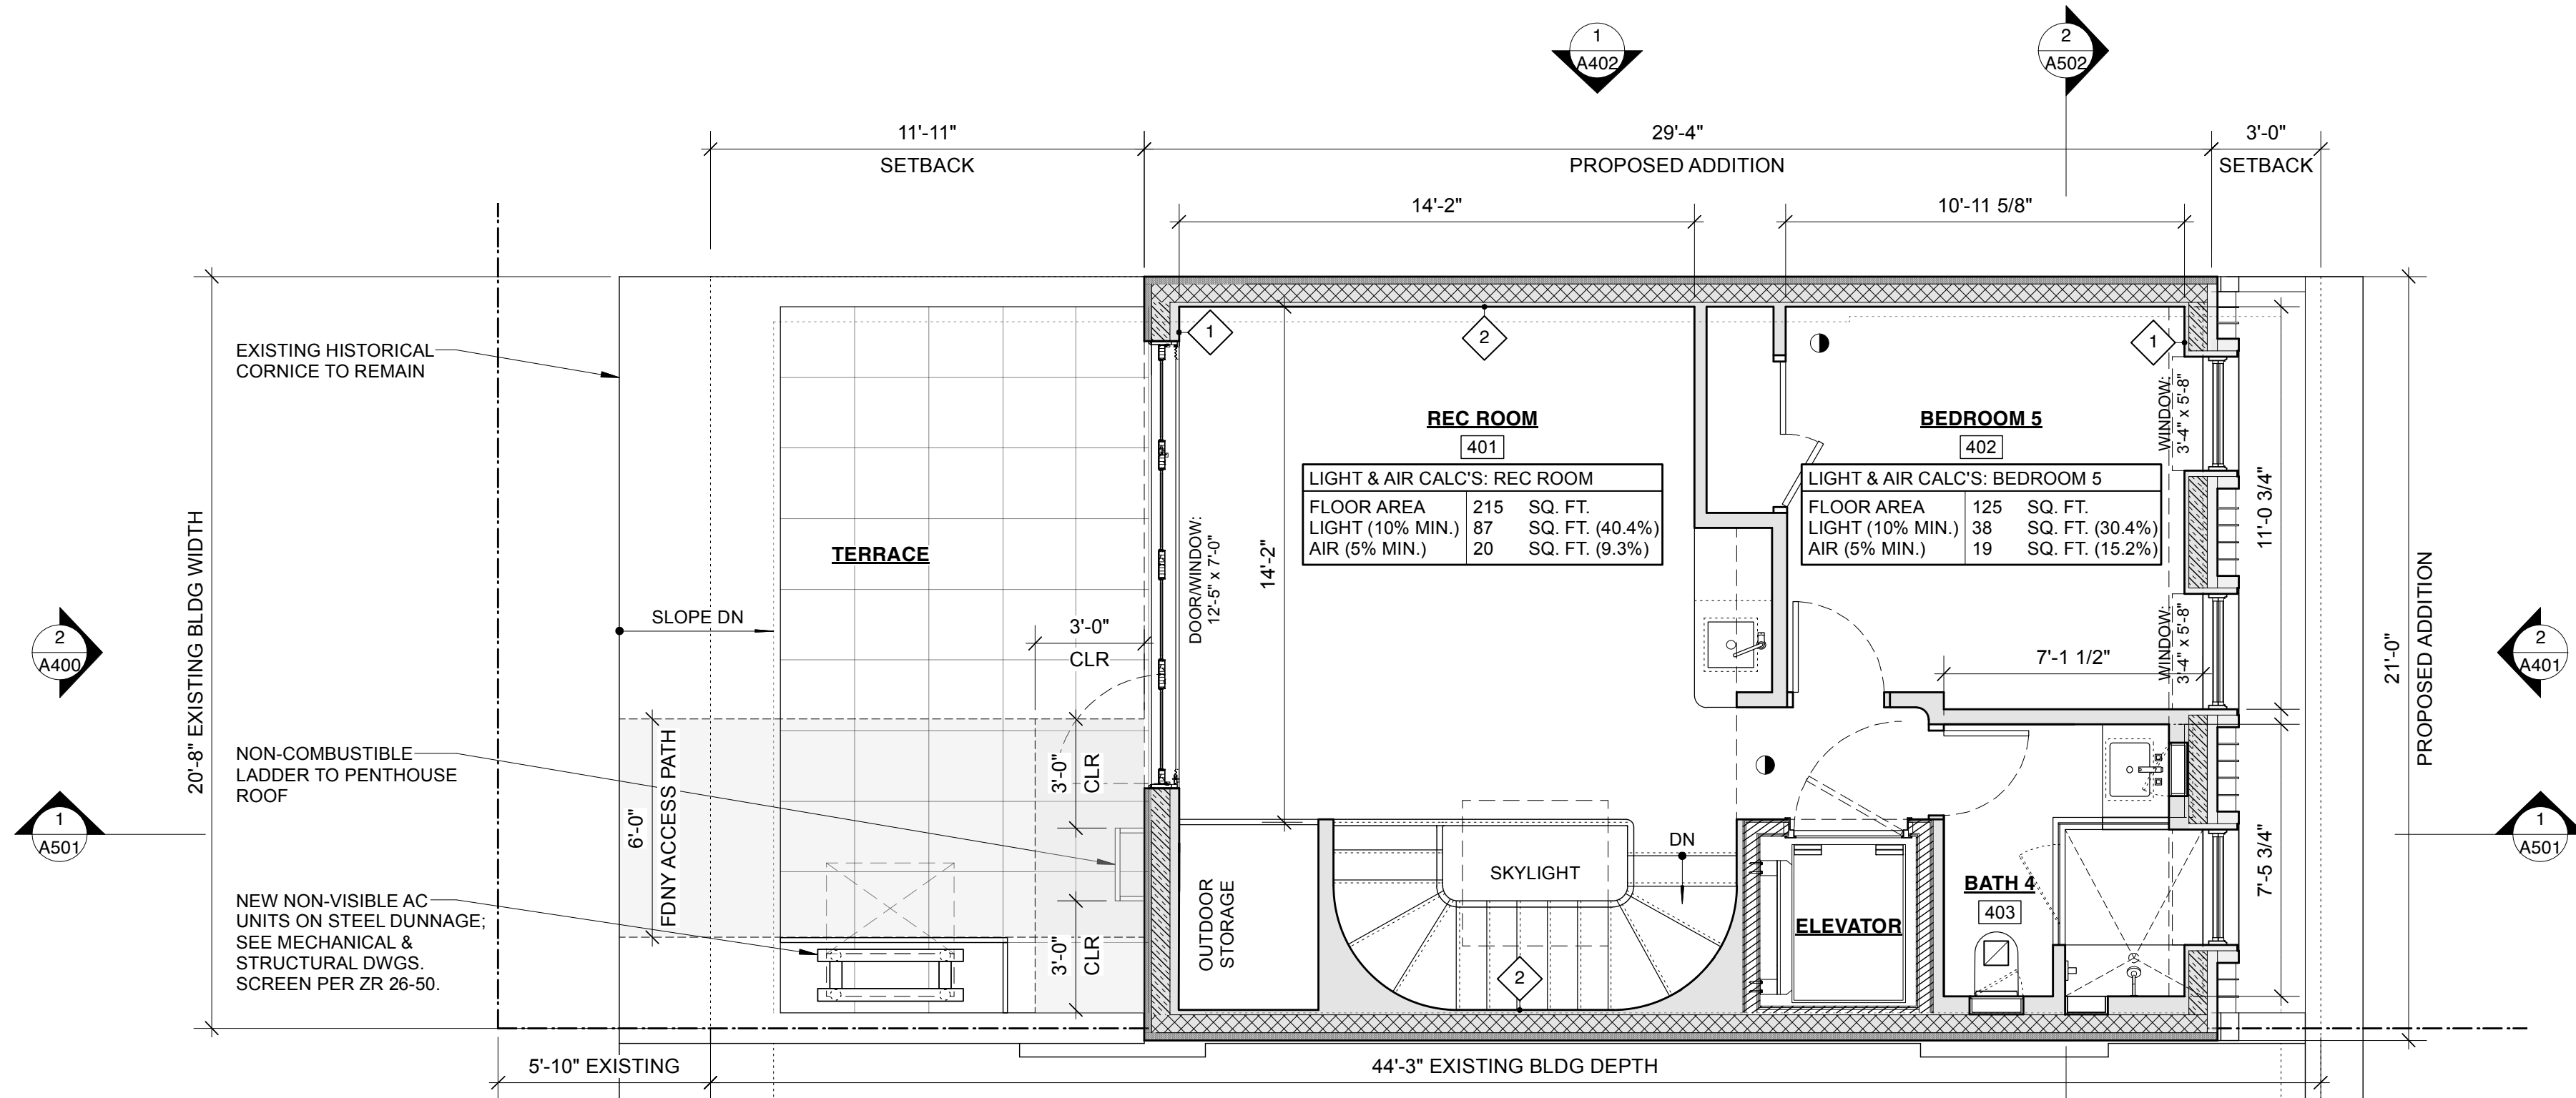 1
A402
2
A502
11'-11"
SETBACK
29'-4"
PROPOSED ADDITION
3'-0"
SETBACK
14'-2"
10'-11 5/8"
EXISTING HISTORICAL
CORNICE TO REMAIN
1
2
1
REC ROOM
401
LIGHT & AIR CALC'S: REC ROOM
FLOOR AREA 215 SQ. FT.
LIGHT (10% MIN.) 87 SQ. FT. (40.4%)
AIR (5% MIN.) 20 SQ. FT. (9.3%)
BEDROOM 5
402
LIGHT & AIR CALC'S: BEDROOM 5
FLOOR AREA 125 SQ. FT.
LIGHT (10% MIN.) 38 SQ. FT. (30.4%)
AIR (5% MIN.) 19 SQ. FT. (15.2%)
WINDOW:
3'-4" x 5'-8"
11'-0 3/4"
20'-8" EXISTING BLDG WIDTH
TERRACE
DOOR/WINDOW:
12'-5" x 7'-0"
14'-2"
2
A400
SLOPE DN
3'-0"
CLR
7'-1 1/2"
WINDOW:
3'-4" x 5'-8"
21'-0"
PROPOSED ADDITION
2
A401
NON-COMBUSTIBLE
LADDER TO PENTHOUSE
ROOF
6'-0"
FDNY ACCESS PATH
3'-0"
CLR
1
A501
DN
SKYLIGHT
7'-5 3/4"
1
A501
NEW NON-VISIBLE AC
UNITS ON STEEL DUNNAGE;
SEE MECHANICAL &
STRUCTURAL DWGS.
SCREEN PER ZR 26-50.
3'-0"
CLR
OUTDOOR
STORAGE
2
ELEVATOR
BATH 4
403
5'-10" EXISTING
44'-3" EXISTING BLDG DEPTH